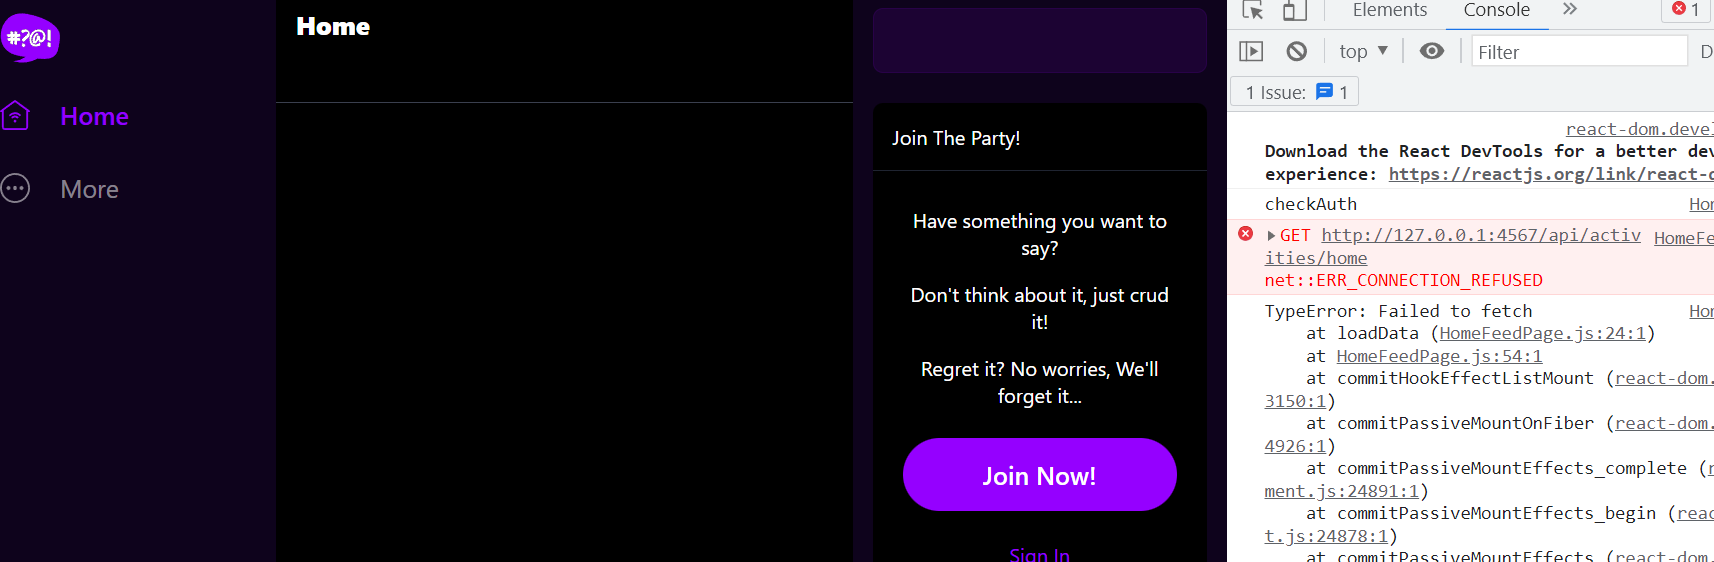 #?@!
Home
More
Home
Join The Party!
Have something you want to
say?
Don't think about it, just crud
it!
Regret it? No worries, We'll
forget it...
Join Now!
Sign In
Elements
Console
1
top
Filter
D
1 Issue:
1
react-dom.devel
Download the React DevTools for a better dev
experience: https://reactjs.org/link/react-d
checkAuth
Hom
GET http://127.0.0.1:4567/api/activ
HomeFe
ities/home
net::ERR_CONNECTION_REFUSED
TypeError: Failed to fetch
Hom
at loadData (HomeFeedPage.js:24:1)
at HomeFeedPage.js:54:1
at commitHookEffectListMount (react-dom.
3150:1)
at commitPassiveMountOnFiber (react-dom.
4926:1)
at commitPassiveMountEffects_complete (r
ment.js:24891:1)
at commitPassiveMountEffects_begin (reac
t.js:24878:1)
at commitPassiveMountEffects (react-dom.